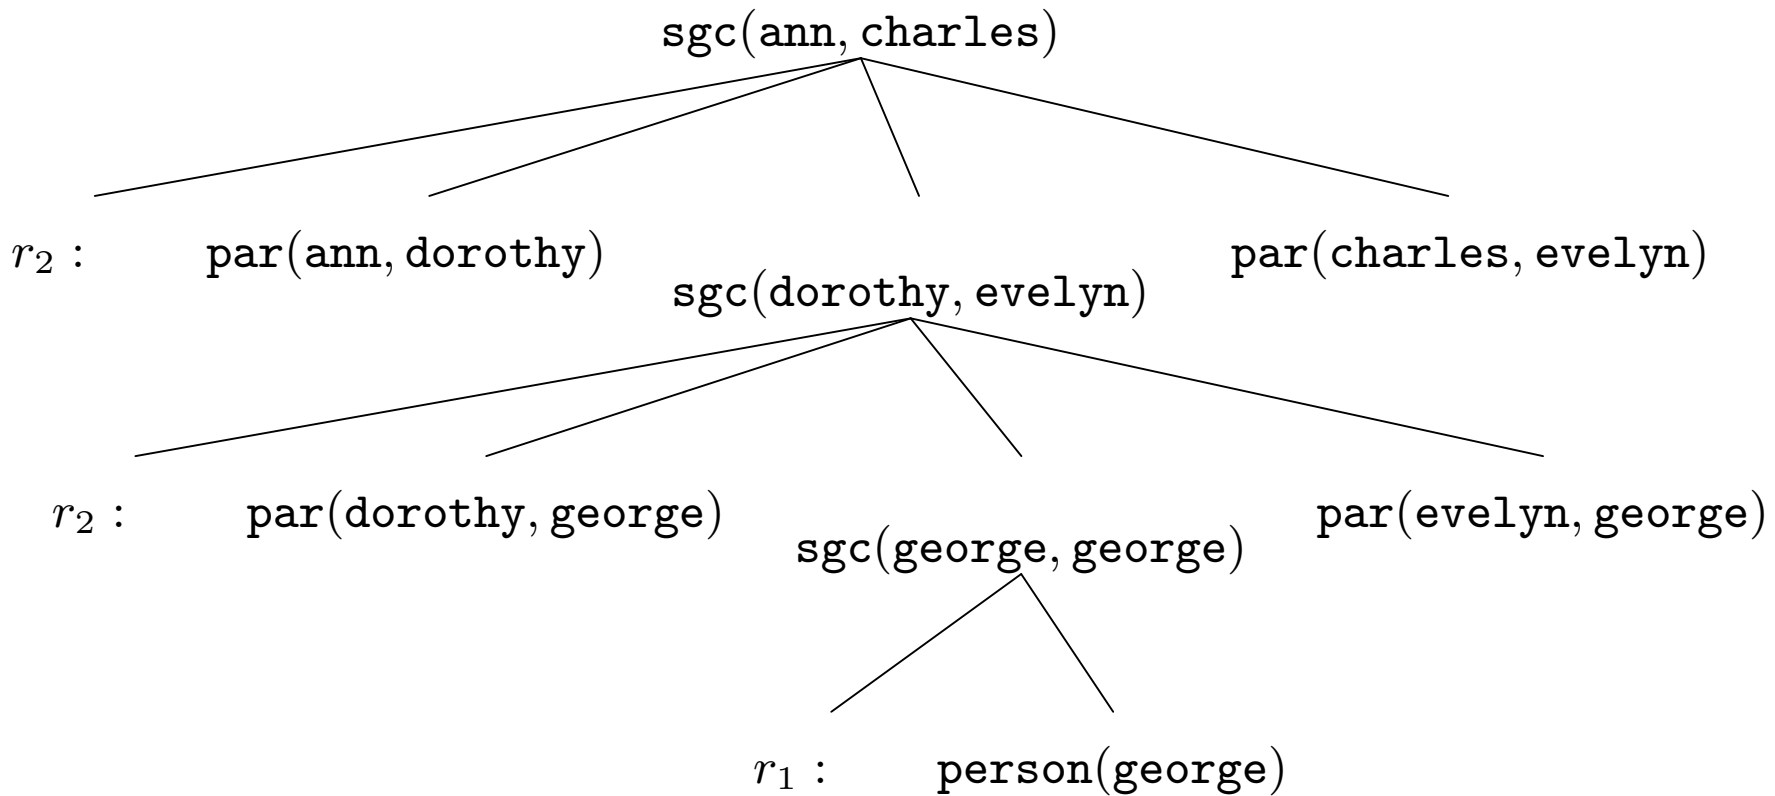 sgc(ann, charles)
r₂ : par(ann, dorothy) par(charles, evelyn)
sgc(dorothy, evelyn)
r₂ : par(dorothy, george) par(evelyn, george)
sgc(george, george)
r₁ : person(george)